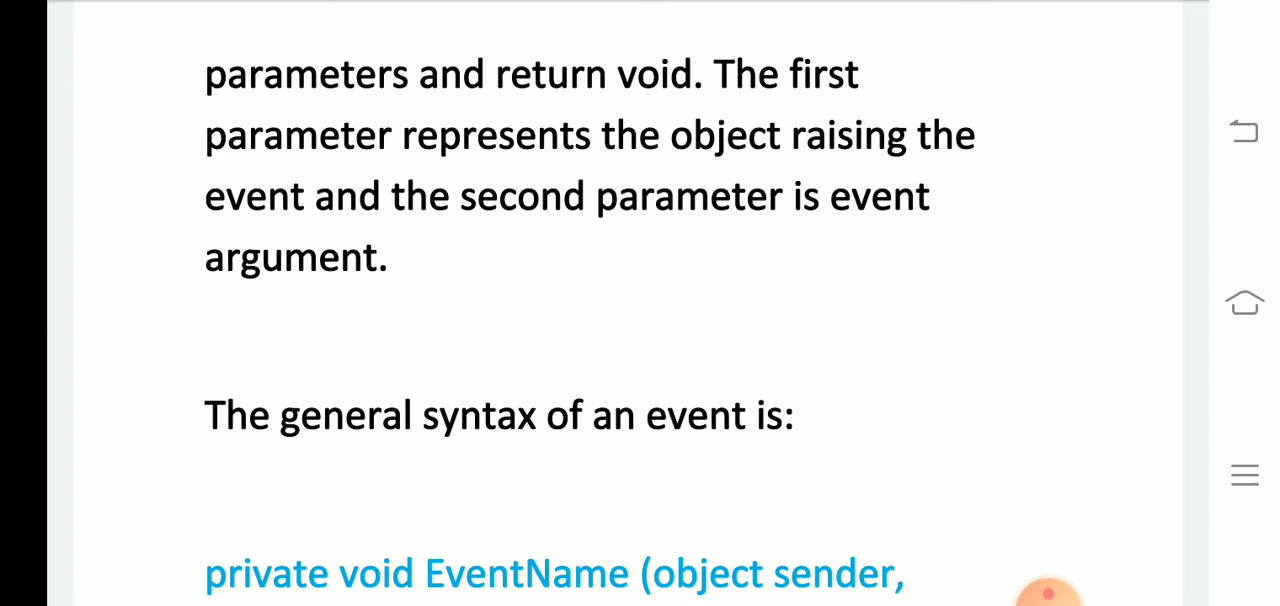 parameters and return void. The first
parameter represents the object raising the
event and the second parameter is event
argument.
The general syntax of an event is:
private void EventName (object sender,